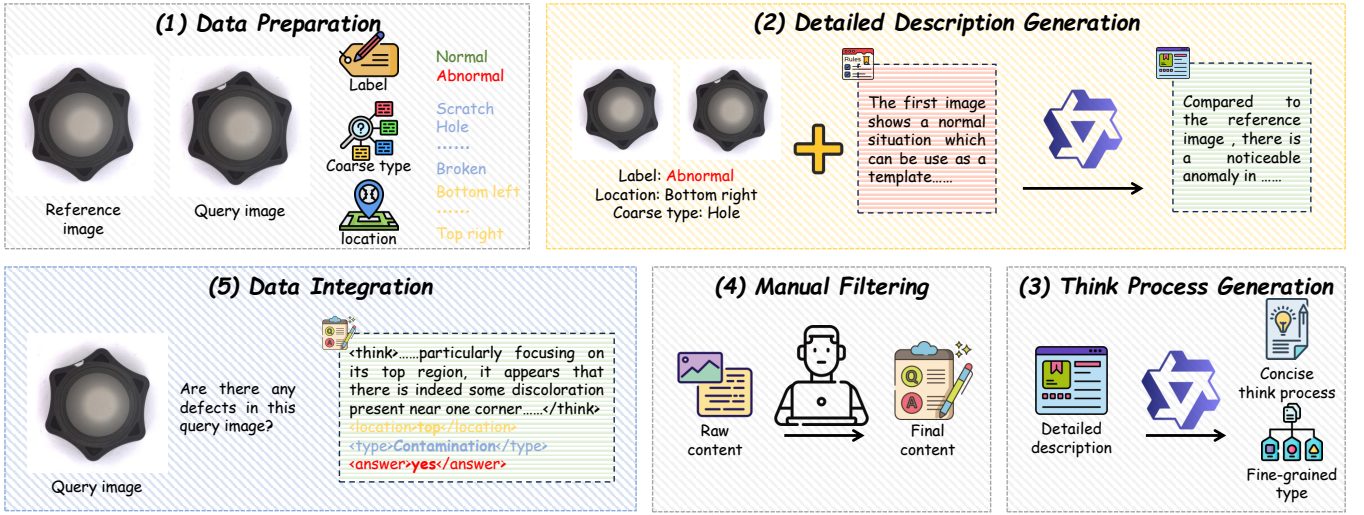 (1) Data Preparation
Reference
image
Query image
Label
Coarse type
location
Normal
Abnormal
Scratch
Hole
......
Broken
Bottom left
......
Top right
(2) Detailed Description Generation
Label: Abnormal
Location: Bottom right
Coarse type: Hole
Rules
The first image
shows a normal
situation which
can be use as a
template......
Compared to
the reference
image , there is
a noticeable
anomaly in ......
(5) Data Integration
Query image
Are there any
defects in this
query image?
Q
A
<think>......particularly focusing on
its top region, it appears that
there is indeed some discoloration
present near one corner......</think>
<location>top</location>
<type>Contamination</type>
<answer>yes</answer>
(4) Manual Filtering
Raw
content
Q
A
Final
content
(3) Think Process Generation
Detailed
description
Concise
think process
Fine-grained
type